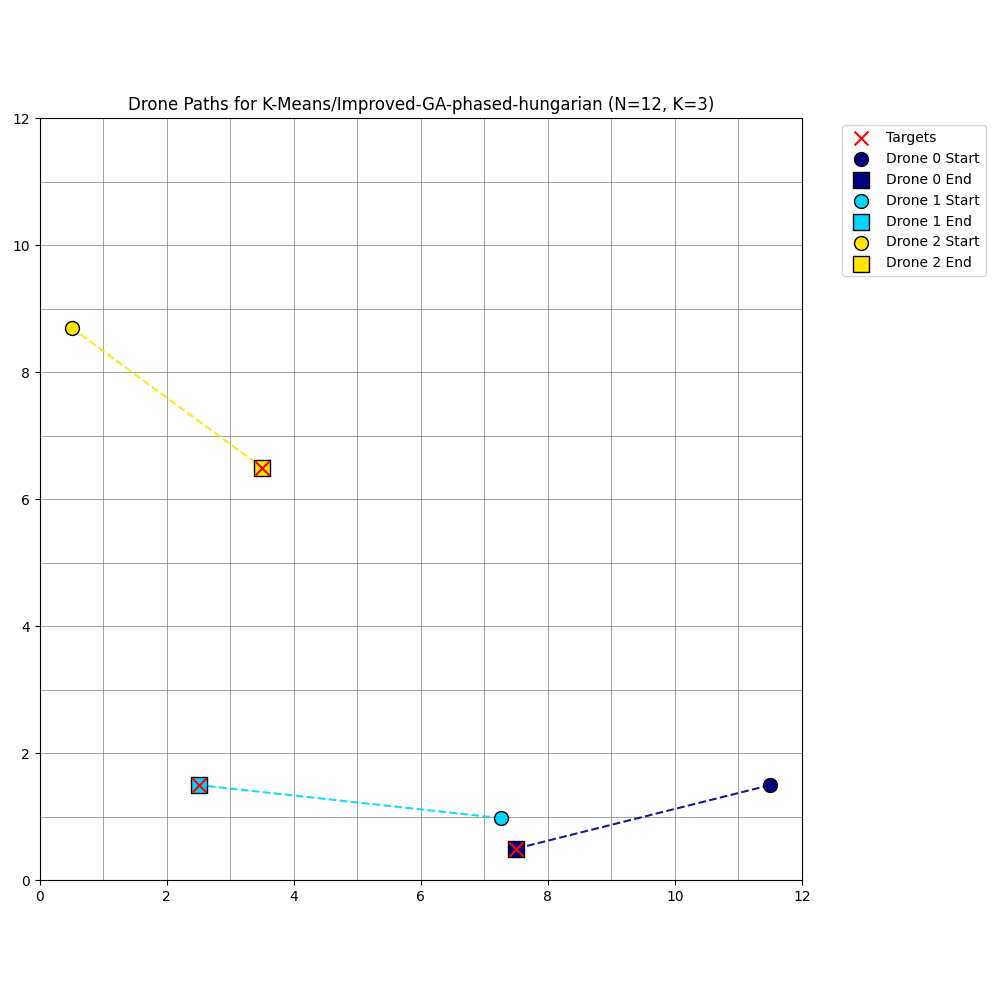 Drone Paths for K-Means/Improved-GA-phased-hungarian (N=12, K=3)
Targets
Drone 0 Start
Drone 0 End
Drone 1 Start
Drone 1 End
Drone 2 Start
Drone 2 End
12
10
8
6
4
2
0
0 2 4 6 8 10 12